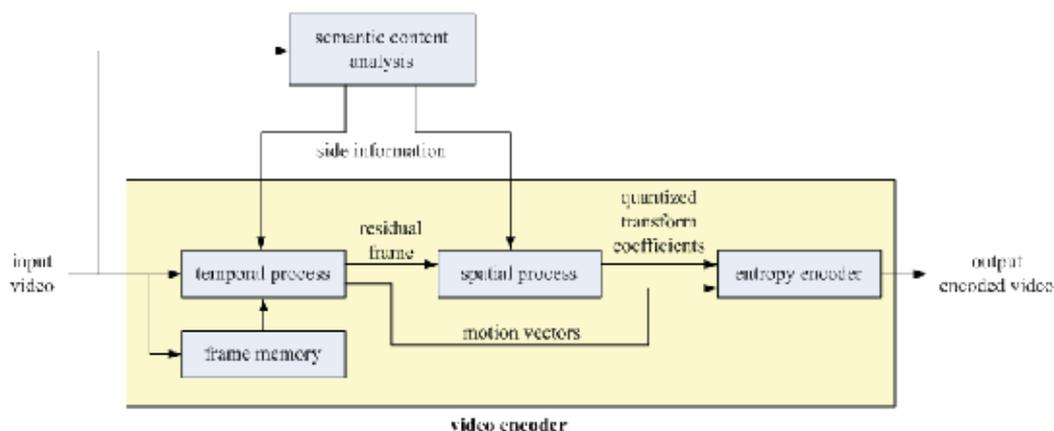 semantic content
analysis
side information
quantized
transform
coefficients
residual
frame
input
video
temporal process
spatial process
entropy encoder
output
encoded video
motion vectors
frame memory
video encoder